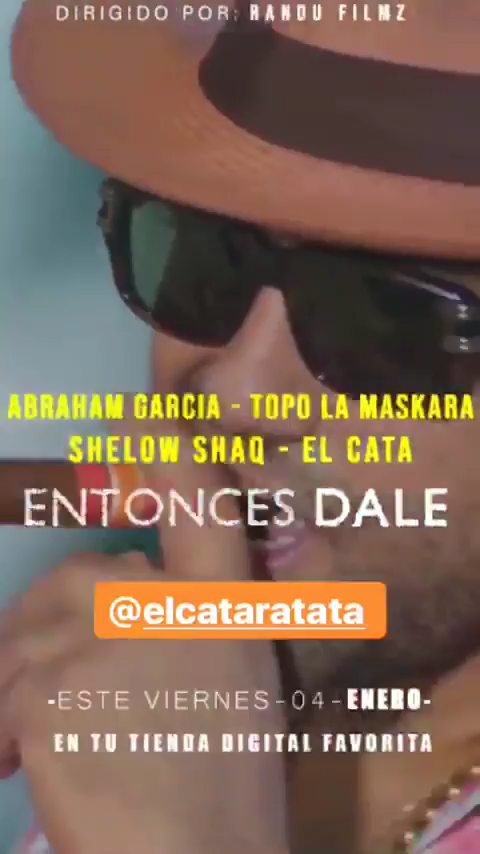 DIRIGIDO POR: RANDU FILMZ
ABRAHAM GARCIA - TOPO LA MASKARA
SHELOW SHAQ - EL CATA
ENTONCES DALE
@elcataratata
-ESTE VIERNES-04-ENERO-
EN TU TIENDA DIGITAL FAVORITA